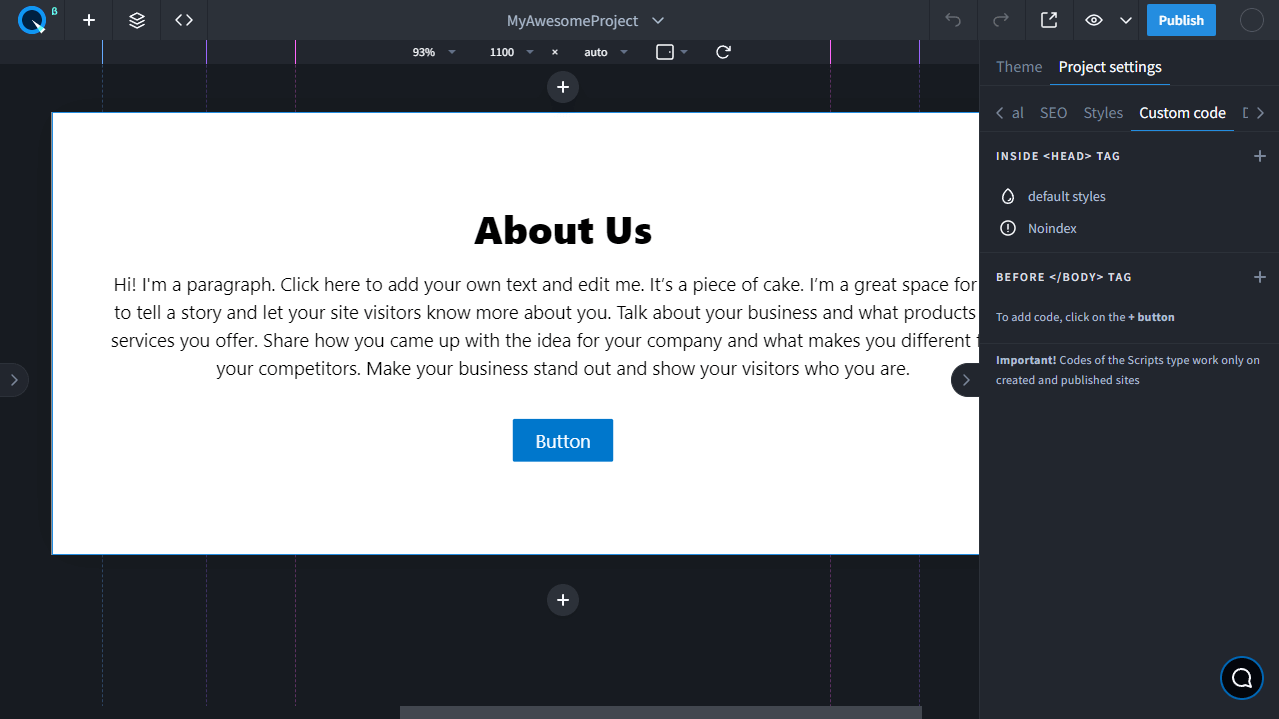 β
MyAwesomeProject
Publish
93%
1100
×
auto
Theme
Project settings
al
SEO
Styles
Custom code
INSIDE <HEAD> TAG
default styles
Noindex
BEFORE </BODY> TAG
To add code, click on the + button
Important! Codes of the Scripts type work only on
created and published sites
About Us
Hi! I'm a paragraph. Click here to add your own text and edit me. It's a piece of cake. I'm a great space for
to tell a story and let your site visitors know more about you. Talk about your business and what products
services you offer. Share how you came up with the idea for your company and what makes you different
your competitors. Make your business stand out and show your visitors who you are.
Button